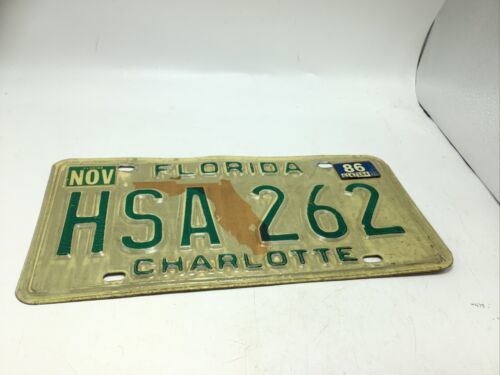 FLORIDA
NOV
86
HSA 262
CHARLOTTE